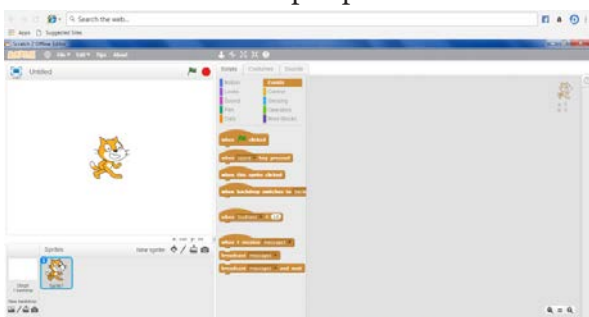 Search the web...
Apps Suggested Sites
Scratch 2 Offline Editor
SCRATCH File Edit Tips About
Untitled
Scripts Costumes Sounds
Motion Events
Looks Control
Sound Sensing
Pen Operators
Data More Blocks
when clicked
when space key pressed
when this sprite clicked
when backdrop switches to
when loudness > 10
when I receive message1
broadcast message1
broadcast message1 and wait
Sprites New sprite:
Stage
1 backdrop
Sprite1
New backdrop: